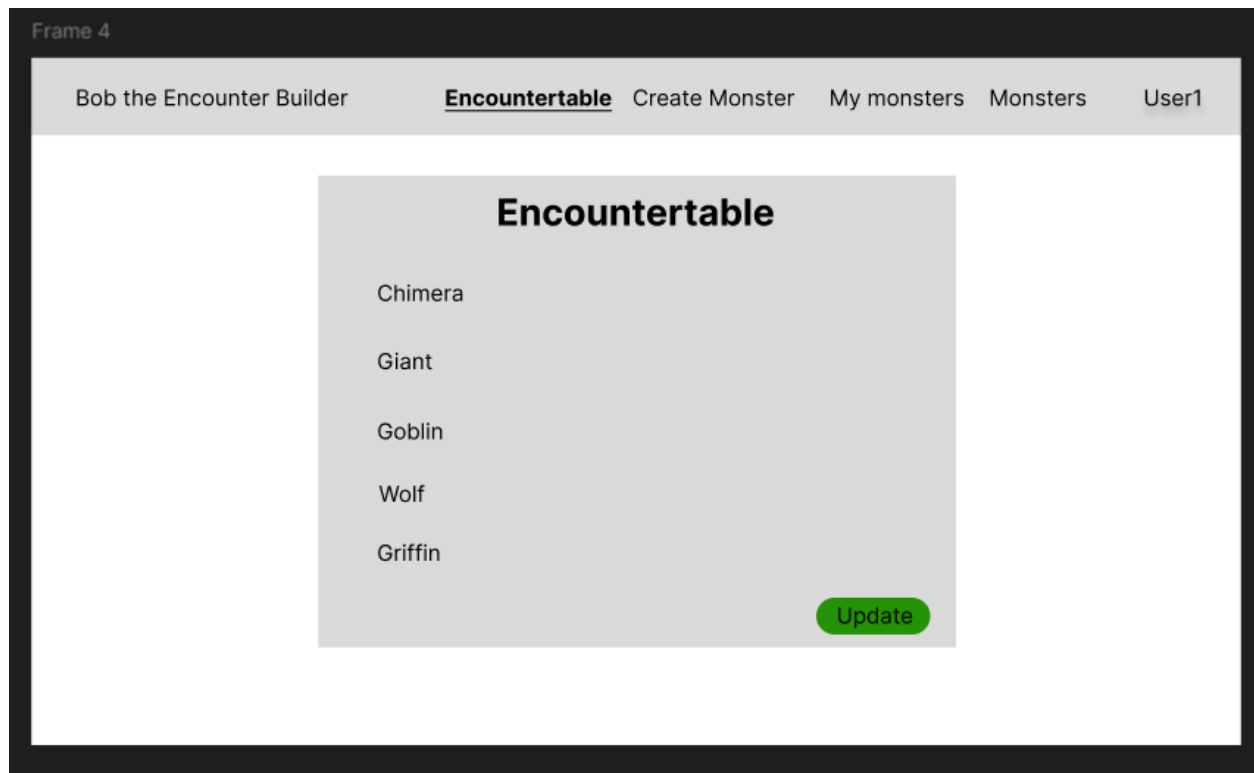 Frame 4
Bob the Encounter Builder Encountertable Create Monster My monsters Monsters User1
Encountertable
Chimera
Giant
Goblin
Wolf
Griffin
Update